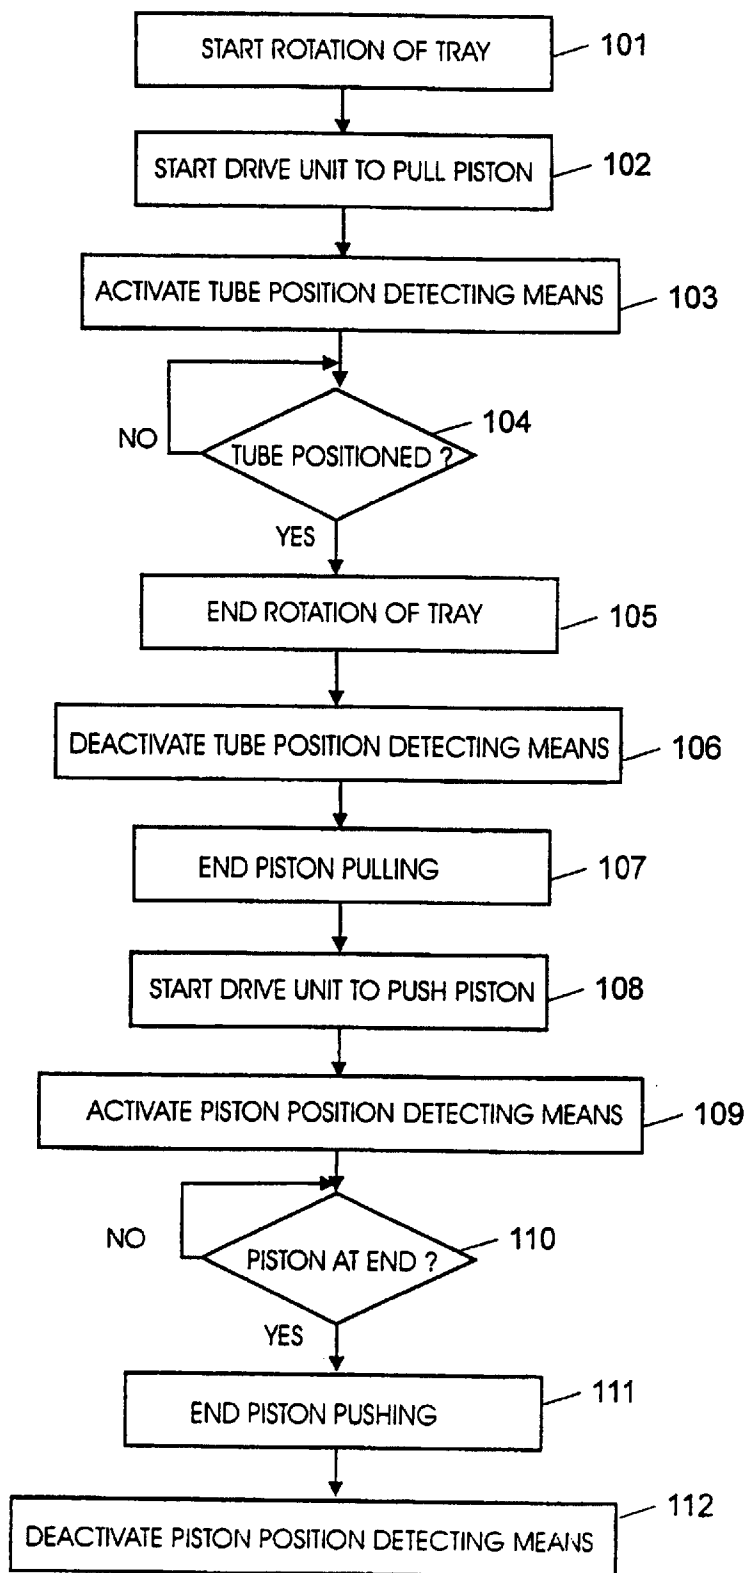 START ROTATION OF TRAY 101
START DRIVE UNIT TO PULL PISTON 102
ACTIVATE TUBE POSITION DETECTING MEANS 103
104
NO
TUBE POSITIONED ?
YES
END ROTATION OF TRAY 105
DEACTIVATE TUBE POSITION DETECTING MEANS 106
END PISTON PULLING 107
START DRIVE UNIT TO PUSH PISTON 108
ACTIVATE PISTON POSITION DETECTING MEANS 109
NO
PISTON AT END ? 110
YES
END PISTON PUSHING 111
DEACTIVATE PISTON POSITION DETECTING MEANS 112